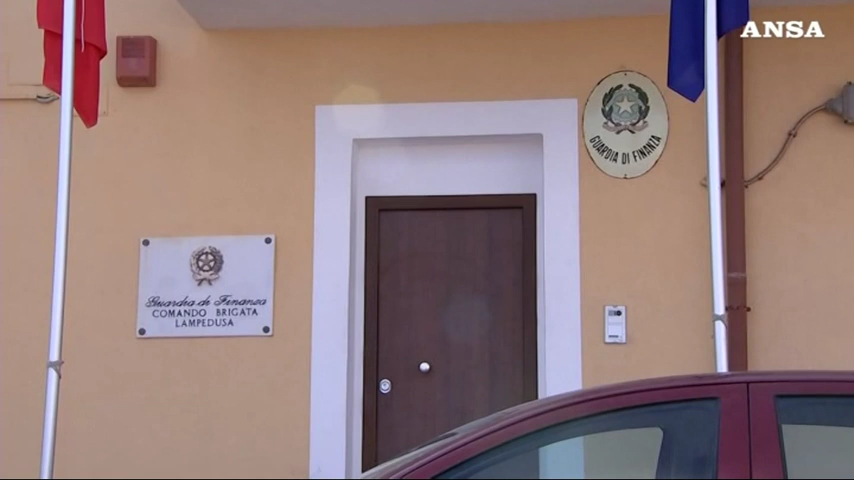 ANSA
GUARDIA DI FINANZA
Guardia di Finanza
COMANDO BRIGATA
LAMPEDUSA